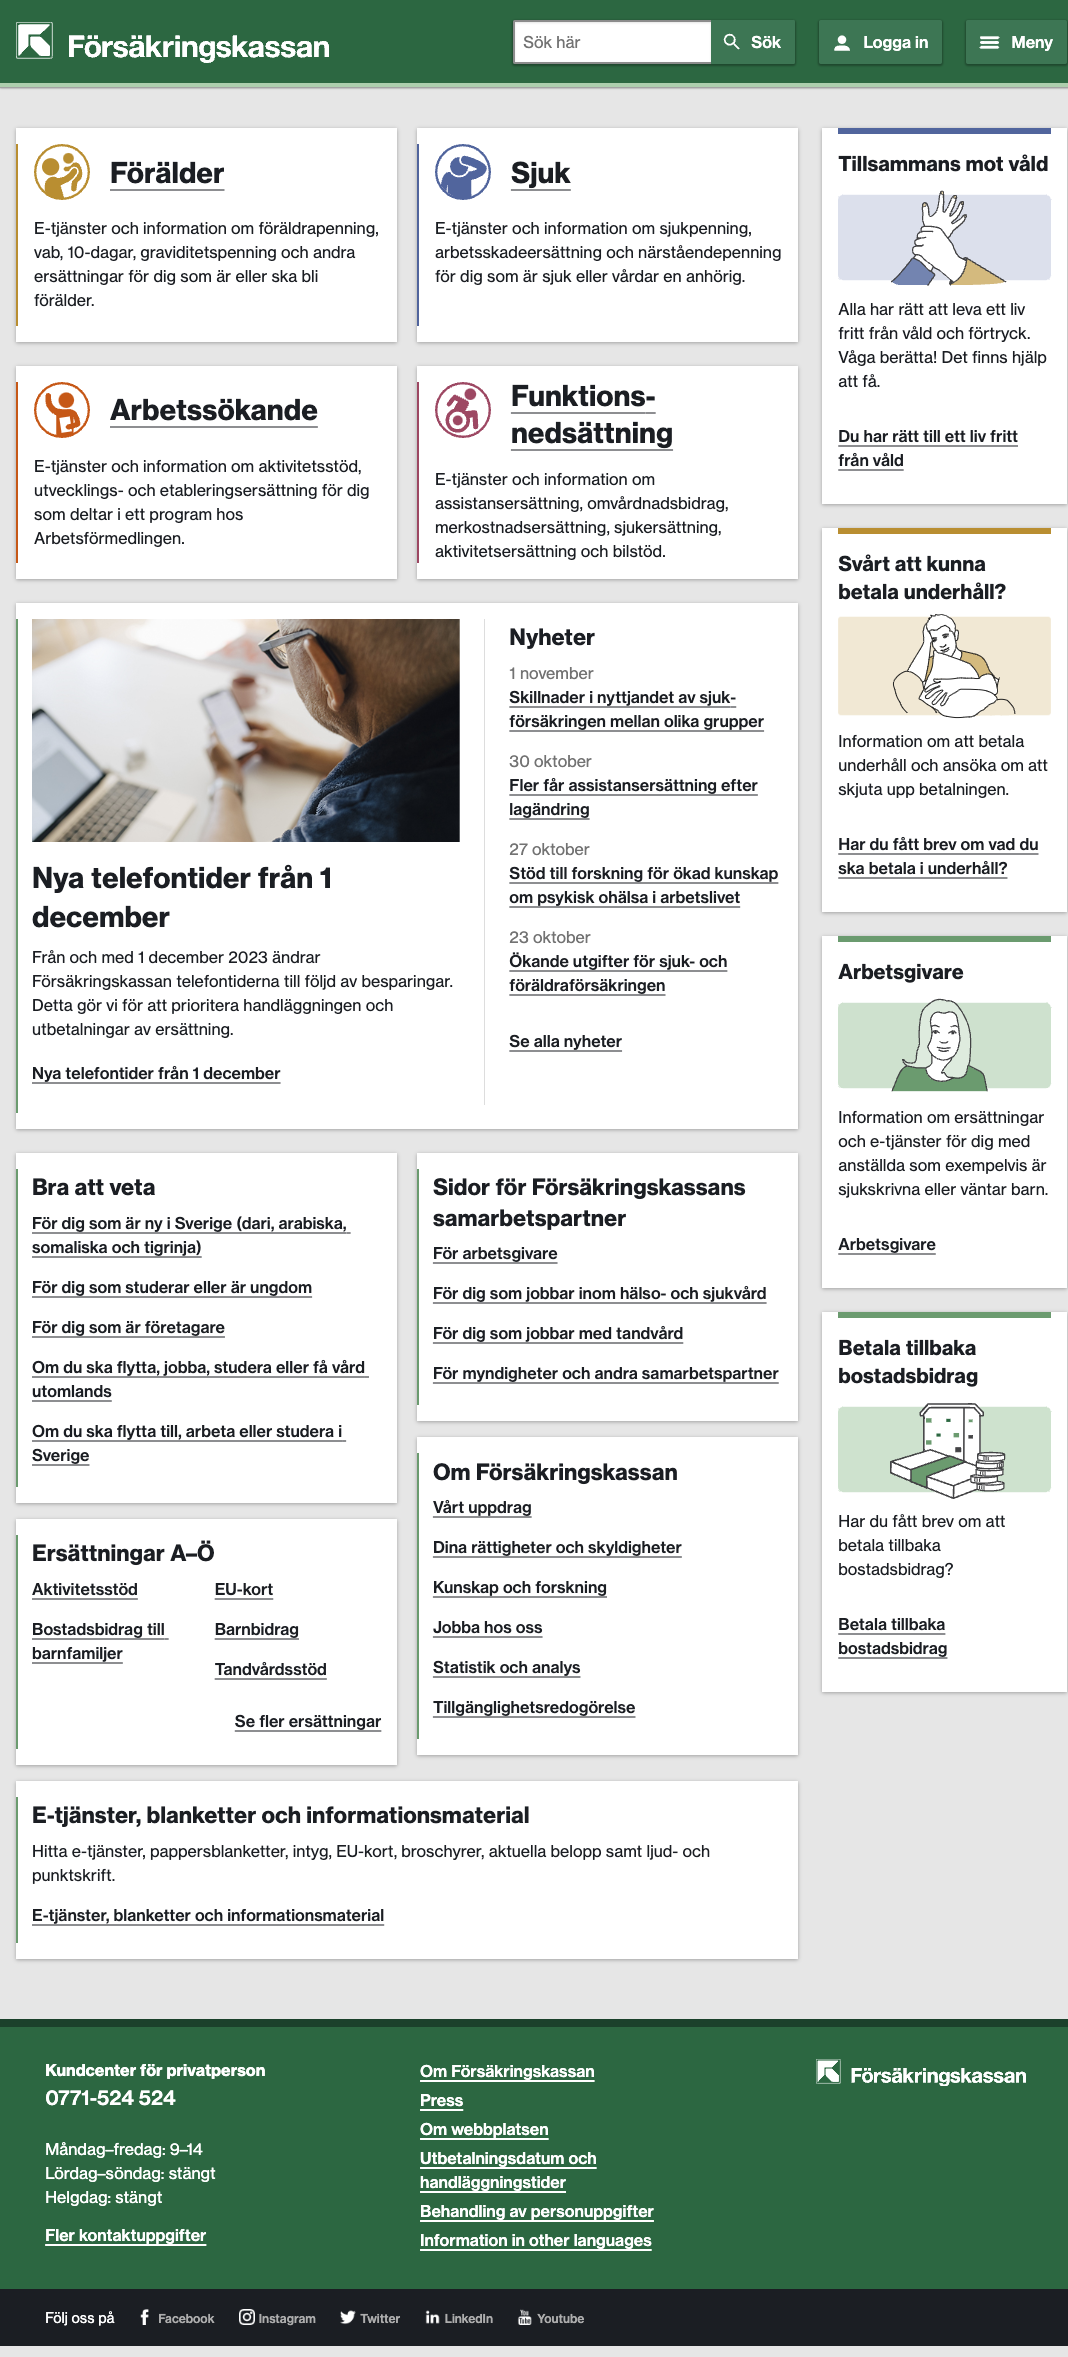 Försäkringskassan
Sök här
Sök
Logga in
Meny
Förälder
E-tjänster och information om föräldrapenning,
vab, 10-dagar, graviditetspenning och andra
ersättningar för dig som är eller ska bli
förälder.
Sjuk
E-tjänster och information om sjukpenning,
arbetsskadeersättning och närståendepenning
för dig som är sjuk eller vårdar en anhörig.
Arbetssökande
E-tjänster och information om aktivitetsstöd,
utvecklings- och etableringsersättning för dig
som deltar i ett program hos
Arbetsförmedlingen.
Funktions-
nedsättning
E-tjänster och information om
assistansersättning, omvårdnadsbidrag,
merkostnadsersättning, sjukersättning,
aktivitetsersättning och bilstöd.
Nya telefontider från 1
december
Från och med 1 december 2023 ändrar
Försäkringskassan telefontiderna till följd av besparingar.
Detta gör vi för att prioritera handläggningen och
utbetalningar av ersättning.
Nya telefontider från 1 december
Nyheter
1 november
Skillnader i nyttjandet av sjuk-
försäkringen mellan olika grupper
30 oktober
Fler får assistansersättning efter
lagändring
27 oktober
Stöd till forskning för ökad kunskap
om psykisk ohälsa i arbetslivet
23 oktober
Ökande utgifter för sjuk- och
föräldraförsäkringen
Se alla nyheter
Bra att veta
För dig som är ny i Sverige (dari, arabiska,
somaliska och tigrinja)
För dig som studerar eller är ungdom
För dig som är företagare
Om du ska flytta, jobba, studera eller få vård
utomlands
Om du ska flytta till, arbeta eller studera i
Sverige
Ersättningar A–Ö
Aktivitetsstöd
Bostadsbidrag till
barnfamiljer
EU-kort
Barnbidrag
Tandvårdsstöd
Se fler ersättningar
Sidor för Försäkringskassans
samarbetspartner
För arbetsgivare
För dig som jobbar inom hälso- och sjukvård
För dig som jobbar med tandvård
För myndigheter och andra samarbetspartner
Om Försäkringskassan
Vårt uppdrag
Dina rättigheter och skyldigheter
Kunskap och forskning
Jobba hos oss
Statistik och analys
Tillgänglighetsredogörelse
E-tjänster, blanketter och informationsmaterial
Hitta e-tjänster, pappersblanketter, intyg, EU-kort, broschyrer, aktuella belopp samt ljud- och
punktskrift.
E-tjänster, blanketter och informationsmaterial
Tillsammans mot våld
Alla har rätt att leva ett liv
fritt från våld och förtryck.
Våga berätta! Det finns hjälp
att få.
Du har rätt till ett liv fritt
från våld
Svårt att kunna
betala underhåll?
Information om att betala
underhåll och ansöka om att
skjuta upp betalningen.
Har du fått brev om vad du
ska betala i underhåll?
Arbetsgivare
Information om ersättningar
och e-tjänster för dig med
anställda som exempelvis är
sjukskrivna eller väntar barn.
Arbetsgivare
Betala tillbaka
bostadsbidrag
Har du fått brev om att
betala tillbaka
bostadsbidrag?
Betala tillbaka
bostadsbidrag
Kundcenter för privatperson
0771-524 524
Måndag–fredag: 9–14
Lördag–söndag: stängt
Helgdag: stängt
Fler kontaktuppgifter
Om Försäkringskassan
Press
Om webbplatsen
Utbetalningsdatum och
handläggningstider
Behandling av personuppgifter
Information in other languages
Försäkringskassan
Följ oss på
Facebook
Instagram
Twitter
LinkedIn
Youtube